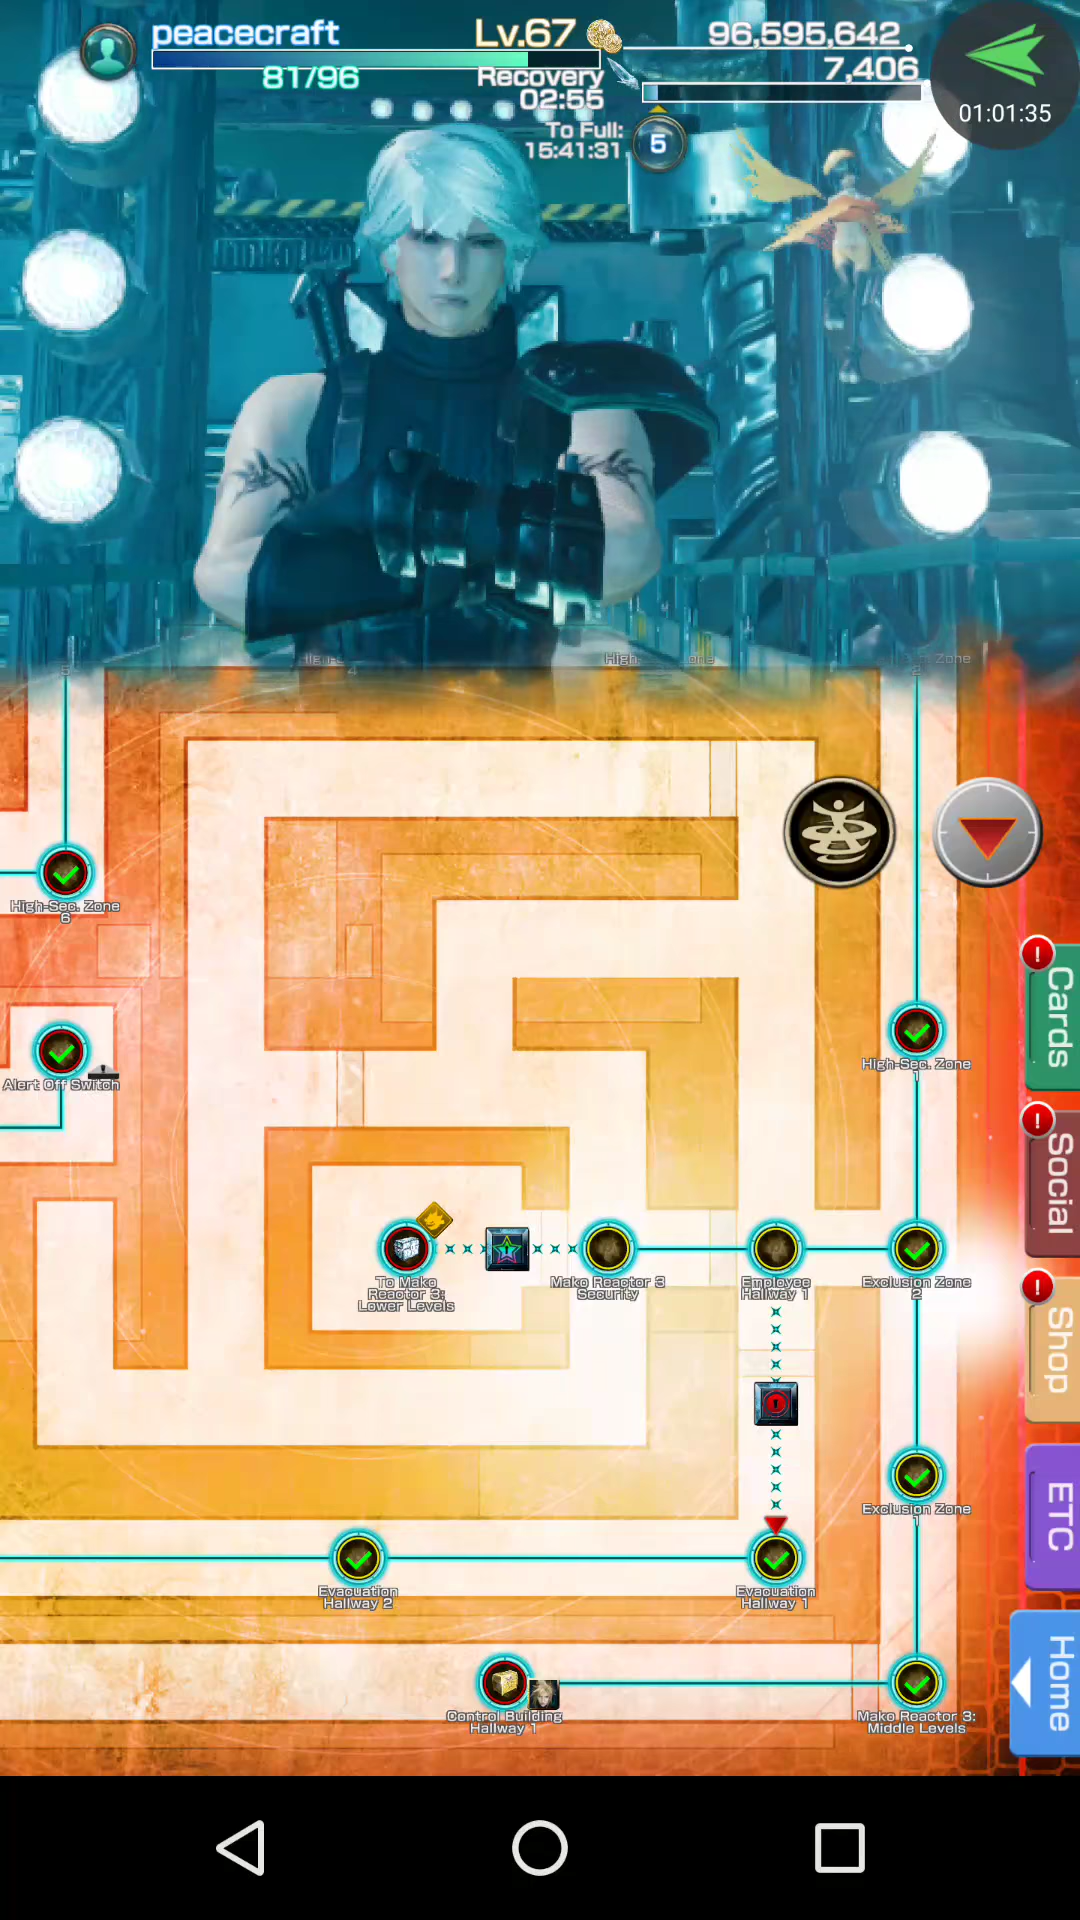 peacecraft
Lv.67
96,595,642
81/96
Recovery
02:55
7,406
To Full:
15:41:31
5
01:01:35
High-Sec. Zone
6
Alert Off Switch
High-Sec. Zone
1
To Mako
Reactor 3:
Lower Levels
Mako Reactor 3
Security
Employee
Hallway 1
Exclusion Zone
2
Exclusion Zone
1
Evacuation
Hallway 2
Evacuation
Hallway 1
Control Building
Hallway 1
Mako Reactor 3:
Middle Levels
!
Cards
!
Social
!
Shop
ETC
Home